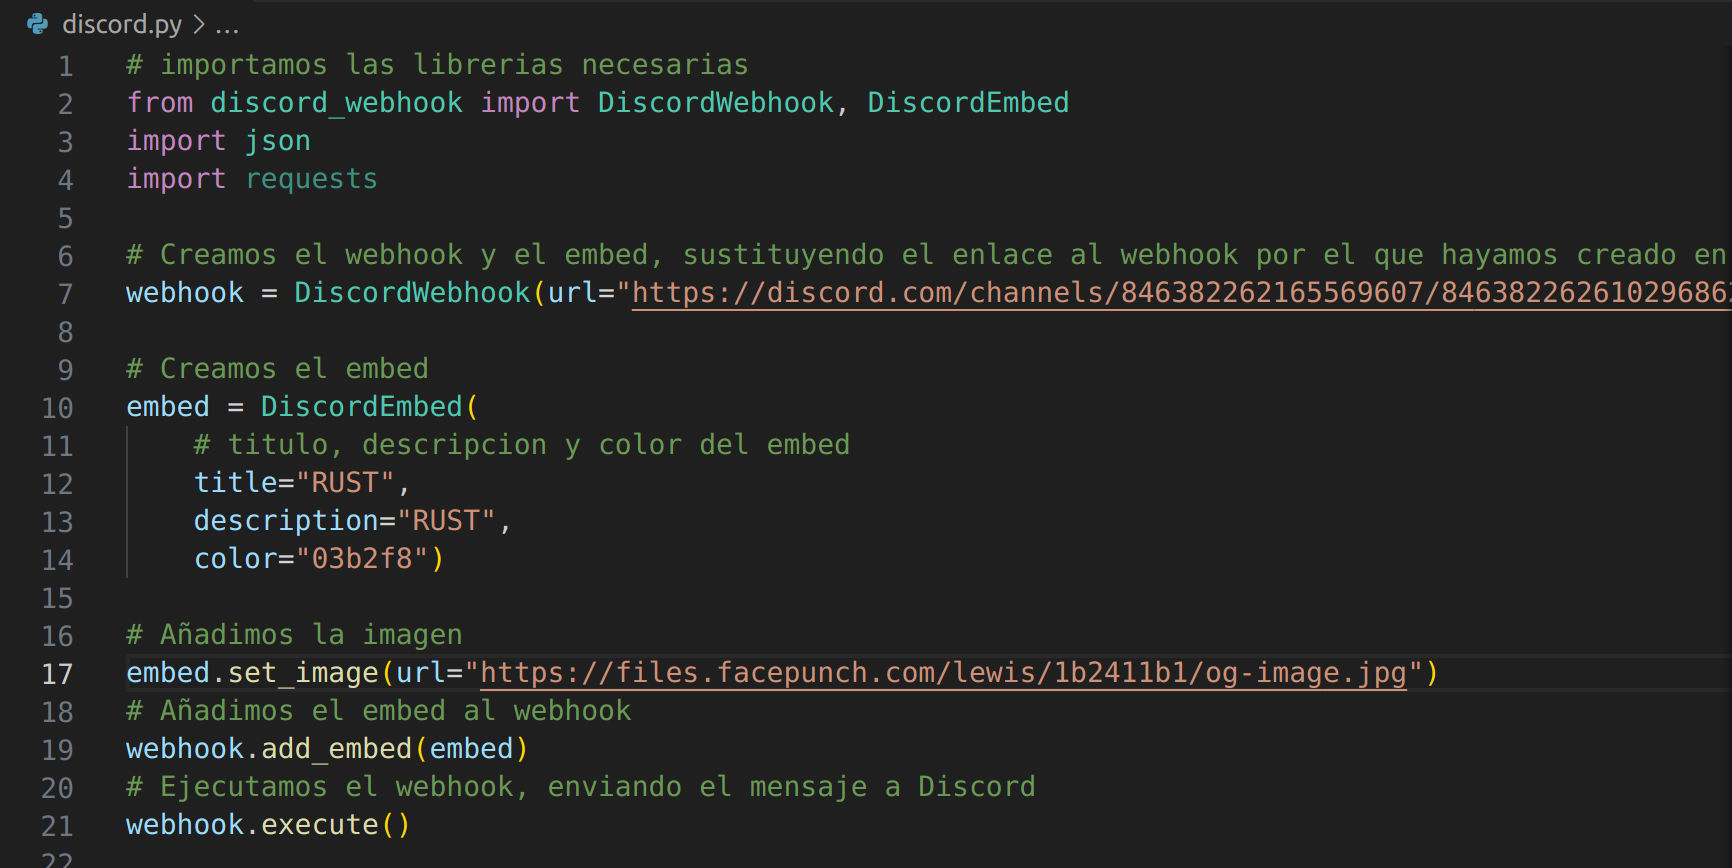 discord.py > ...
1 # importamos las librerias necesarias
2 from discord_webhook import DiscordWebhook, DiscordEmbed
3 import json
4 import requests
5
6 # Creamos el webhook y el embed, sustituyendo el enlace al webhook por el que hayamos creado en
7 webhook = DiscordWebhook(url="https://discord.com/channels/846382262165569607/846382262610296862
8
9 # Creamos el embed
10 embed = DiscordEmbed(
11     # titulo, descripcion y color del embed
12     title="RUST",
13     description="RUST",
14     color="03b2f8")
15
16 # Añadimos la imagen
17 embed.set_image(url="https://files.facepunch.com/lewis/1b2411b1/og-image.jpg")
18 # Añadimos el embed al webhook
19 webhook.add_embed(embed)
20 # Ejecutamos el webhook, enviando el mensaje a Discord
21 webhook.execute()
22